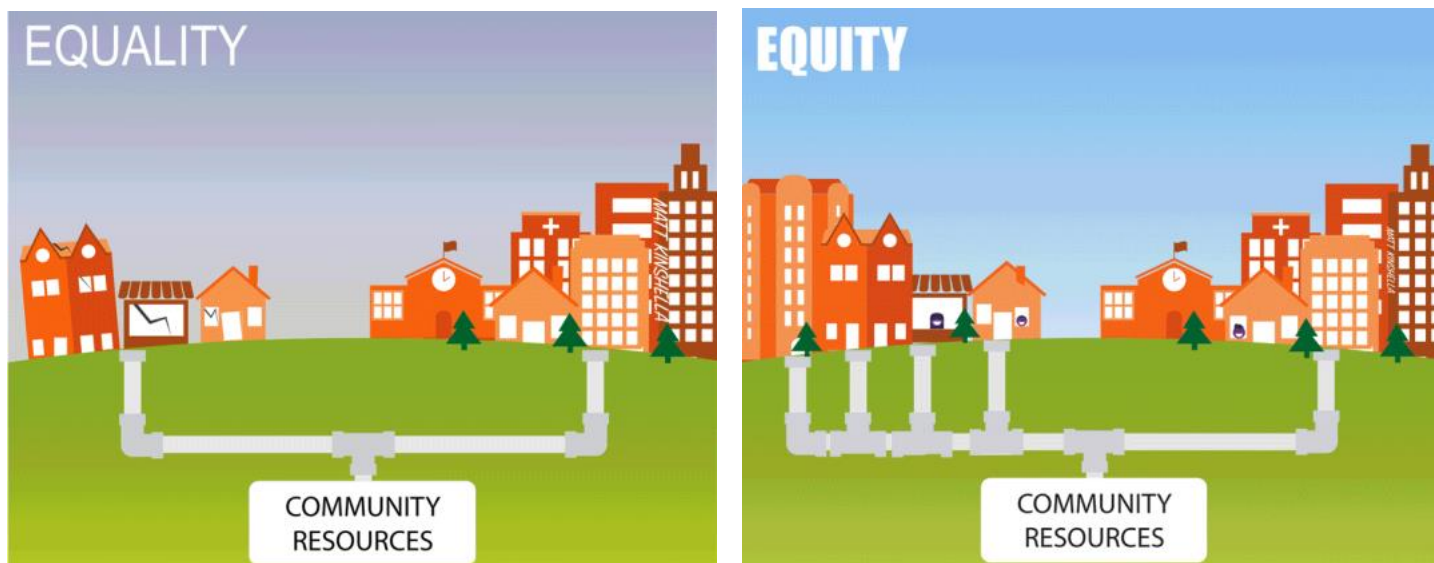 EQUALITY
MATT KINSHELLA
COMMUNITY
RESOURCES
EQUITY
MATT KINSHELLA
COMMUNITY
RESOURCES